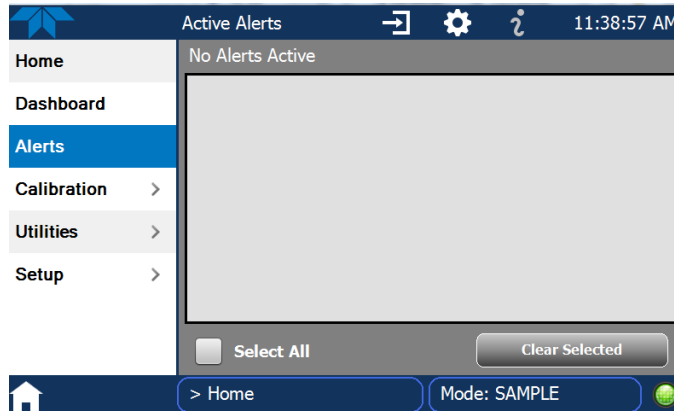 Active Alerts
11:38:57 AM
Home
No Alerts Active
Dashboard
Alerts
Calibration >
Utilities >
Setup >
Select All
Clear Selected
> Home
Mode: SAMPLE